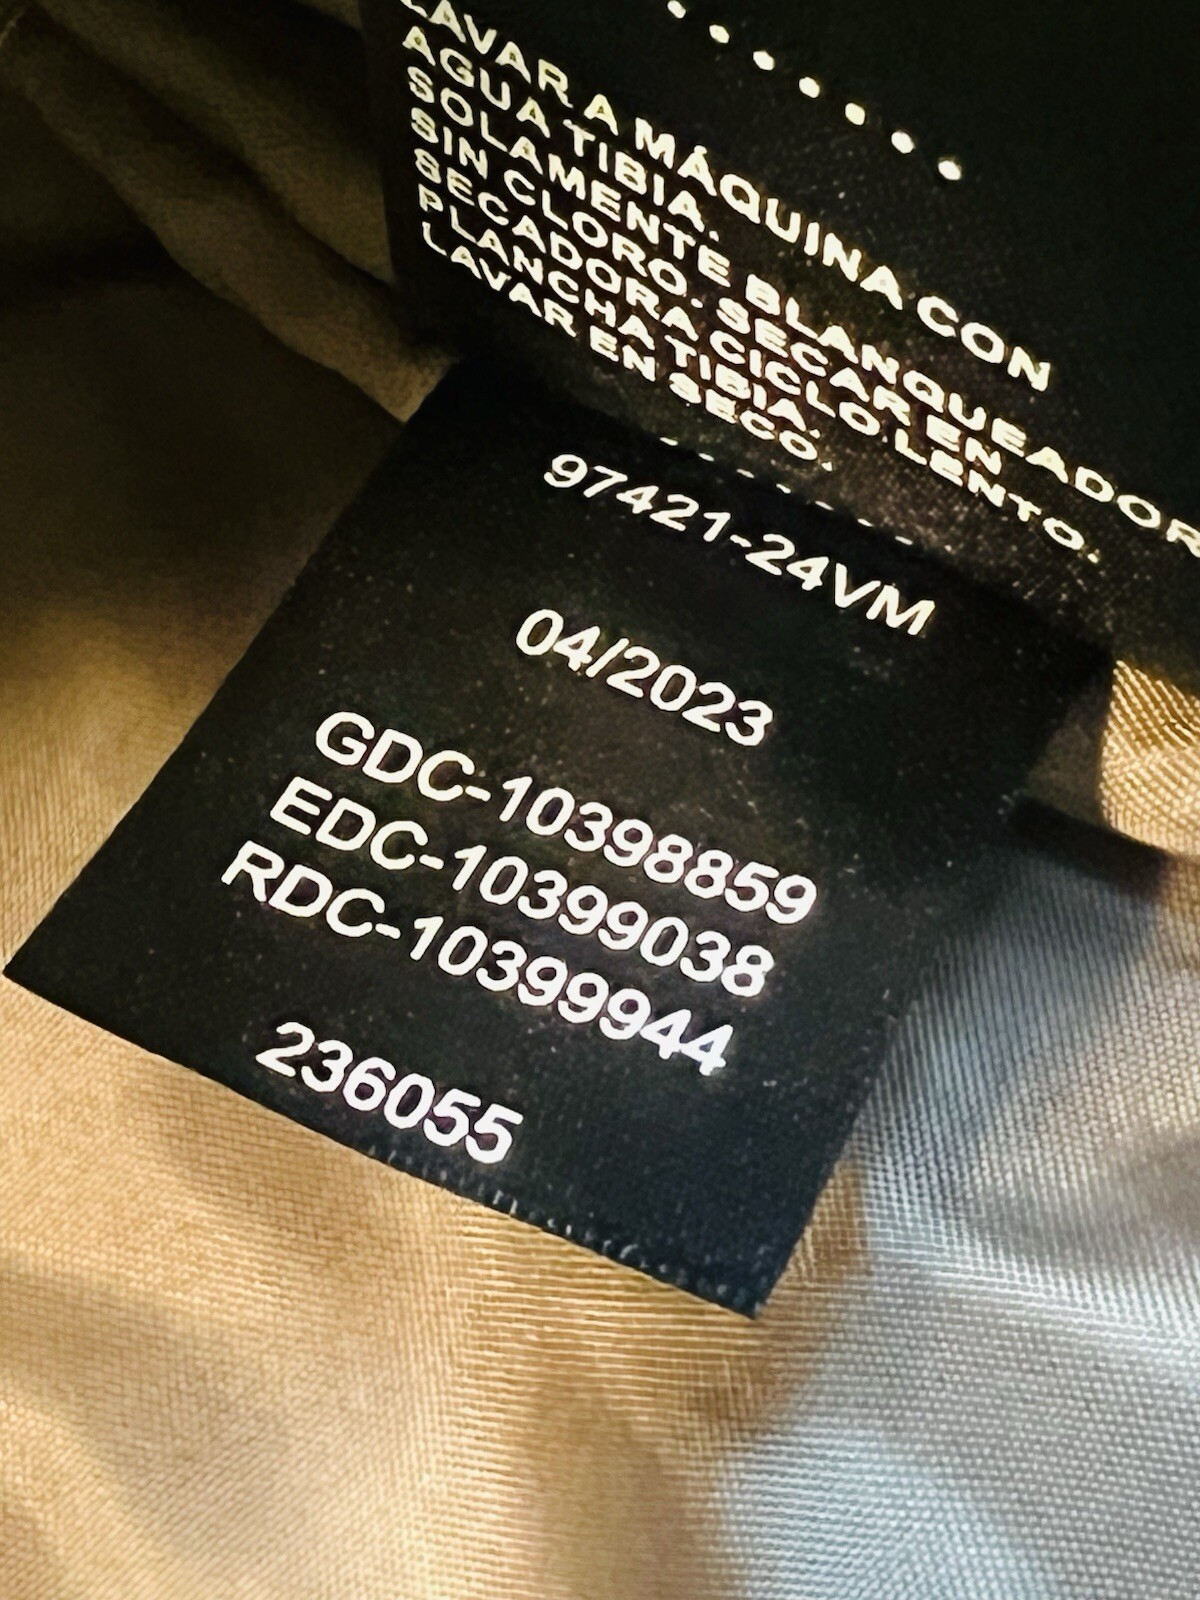 LAVAR A MÁQUINA CON
AGUA TIBIA.
SOLAMENTE BLANQUEADOR
SIN CLORO. SECAR EN
SECADORA CICLO LENTO.
PLANCHA TIBIA.
LAVAR EN SECO.
97421-24VM
04/2023
GDC-10398859
EDC-10399038
RDC-10399944
236055